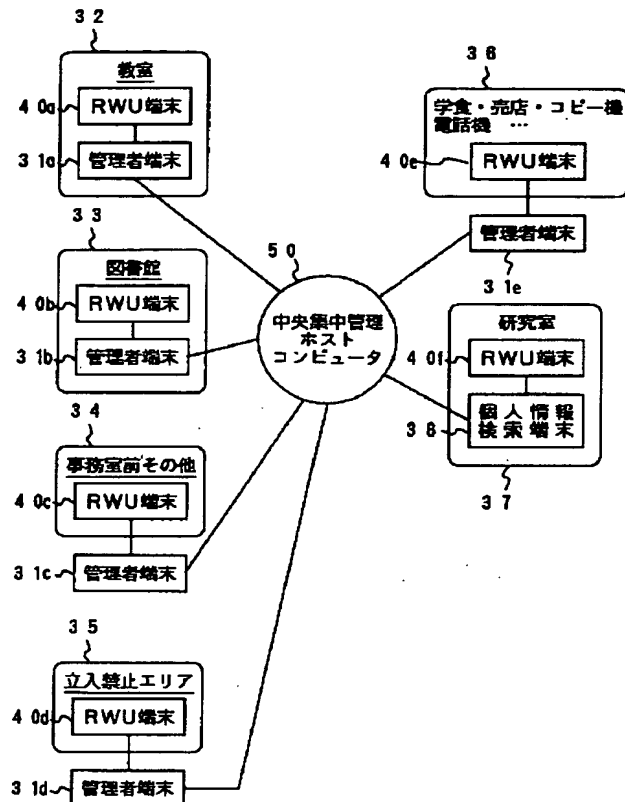 32
教室
40a
RWU端末
31a
管理者端末
33
図書館
40b
RWU端末
31b
管理者端末
34
事務室前その他
40c
RWU端末
31c
管理者端末
35
立入禁止エリア
40d
RWU端末
31d
管理者端末
50
中央集中管理
ホスト
コンピュータ
36
学食・売店・コピー機
電話機 …
40e
RWU端末
管理者端末
31e
研究室
40f
RWU端末
個人情報
38
検索端末
37